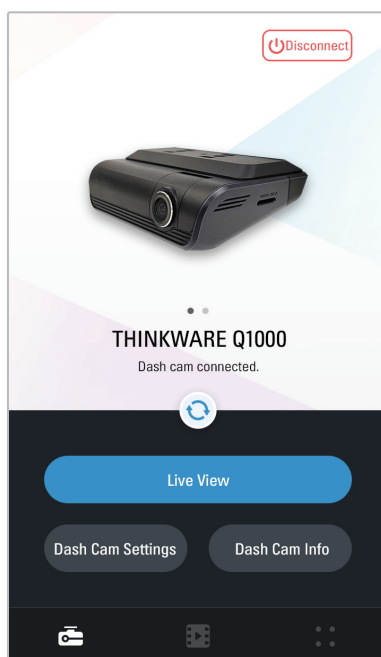 Disconnect
THINKWARE Q1000
Dash cam connected.
Live View
Dash Cam Settings
Dash Cam Info